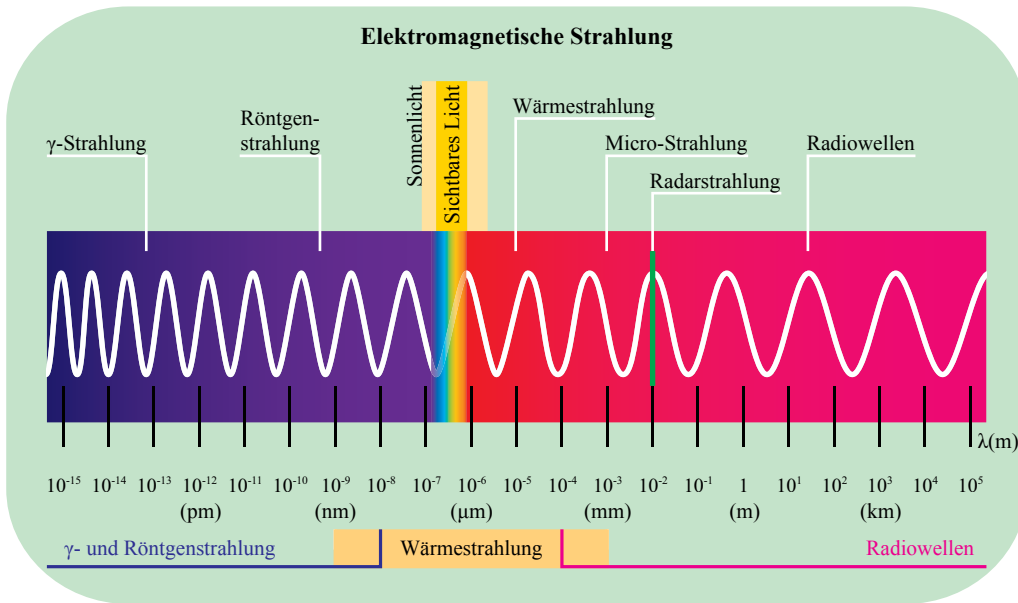 Elektromagnetische Strahlung
Sonnenlicht
Sichtbares Licht
γ-Strahlung
Röntgen-
strahlung
Wärmestrahlung
Micro-Strahlung
Radarstrahlung
Radiowellen
λ(m)
10⁻¹⁵ 10⁻¹⁴ 10⁻¹³ 10⁻¹² 10⁻¹¹ 10⁻¹⁰ 10⁻⁹ 10⁻⁸ 10⁻⁷ 10⁻⁶ 10⁻⁵ 10⁻⁴ 10⁻³ 10⁻² 10⁻¹ 1 10¹ 10² 10³ 10⁴ 10⁵
(pm) (nm) (μm) (mm) (m) (km)
γ- und Röntgenstrahlung Wärmestrahlung Radiowellen